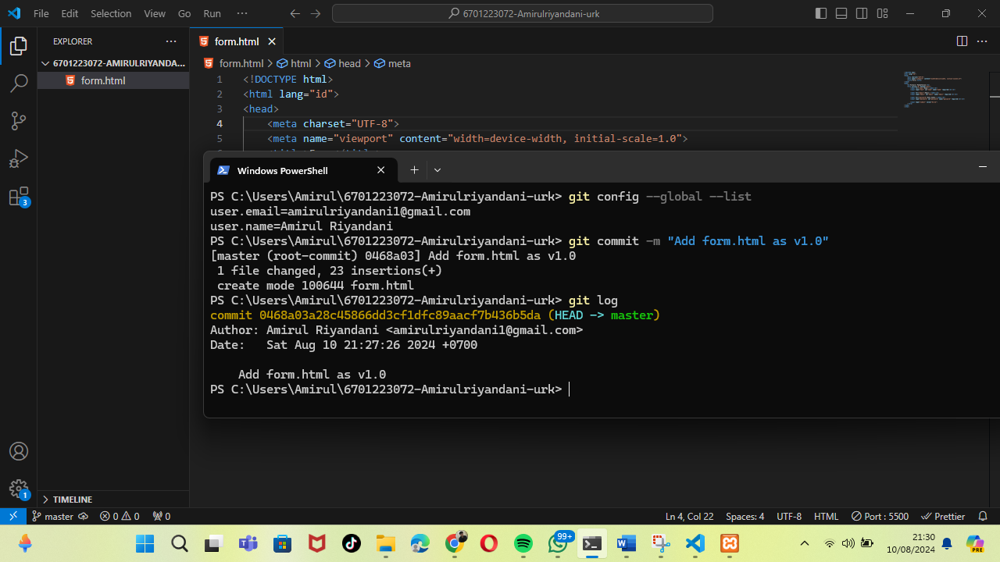 File Edit Selection View Go Run ···
6701223072-Amirulriyandani-urk
EXPLORER ···
6701223072-AMIRULRIYANDA...
form.html
form.html
form.html > html > head > meta
1 <!DOCTYPE html>
2 <html lang="id">
3 <head>
4 <meta charset="UTF-8">
5 <meta name="viewport" content="width=device-width, initial-scale=1.0">
Windows PowerShell
PS C:\Users\Amirul\6701223072-Amirulriyandani-urk> git config --global --list
user.email=amirulriyandani1@gmail.com
user.name=Amirul Riyandani
PS C:\Users\Amirul\6701223072-Amirulriyandani-urk> git commit -m "Add form.html as v1.0"
[master (root-commit) 0468a03] Add form.html as v1.0
1 file changed, 23 insertions(+)
create mode 100644 form.html
PS C:\Users\Amirul\6701223072-Amirulriyandani-urk> git log
commit 0468a03a28c45866dd3cf1dfc89aacf7b436b5da (HEAD -> master)
Author: Amirul Riyandani <amirulriyandani1@gmail.com>
Date: Sat Aug 10 21:27:26 2024 +0700
Add form.html as v1.0
PS C:\Users\Amirul\6701223072-Amirulriyandani-urk>
3
1
TIMELINE
master 0 0 0 Ln 4, Col 22 Spaces: 4 UTF-8 HTML Port : 5500 Prettier
99+
21:30
10/08/2024
PRE